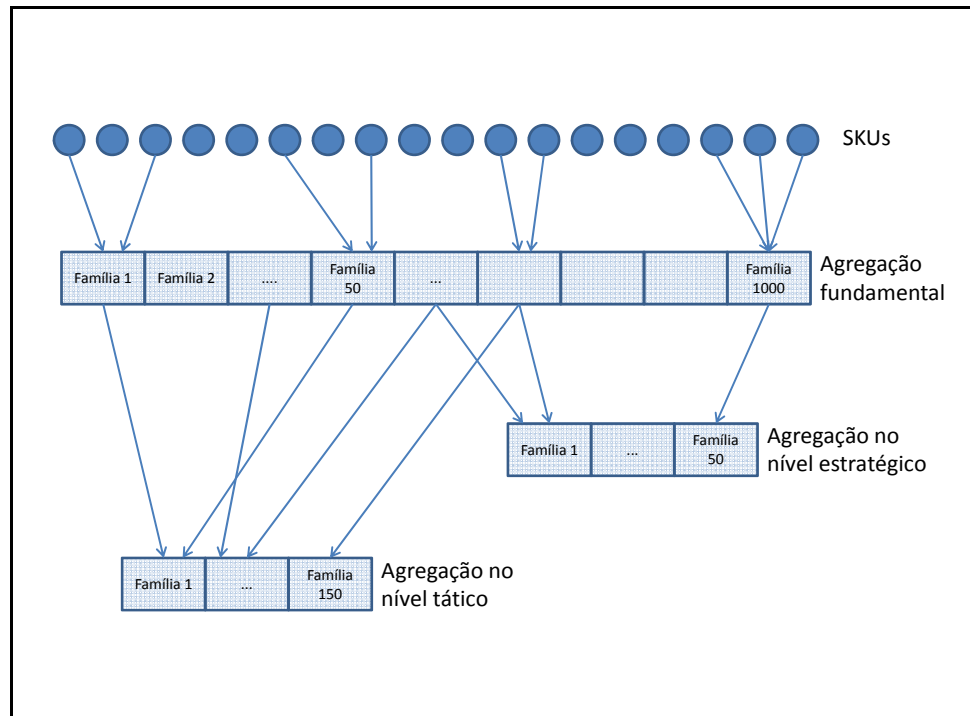 SKUs
Família 1
Família 2
....
Família
50
...
Família
1000
Agregação
fundamental
Família 1
...
Família
50
Agregação no
nível estratégico
Família 1
...
Família
150
Agregação no
nível tático